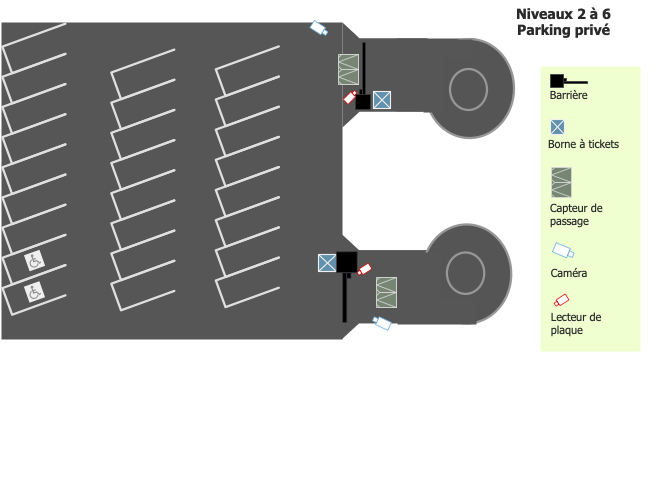 Niveaux 2 à 6
Parking privé
Barrière
Borne à tickets
Capteur de
passage
Caméra
Lecteur de
plaque